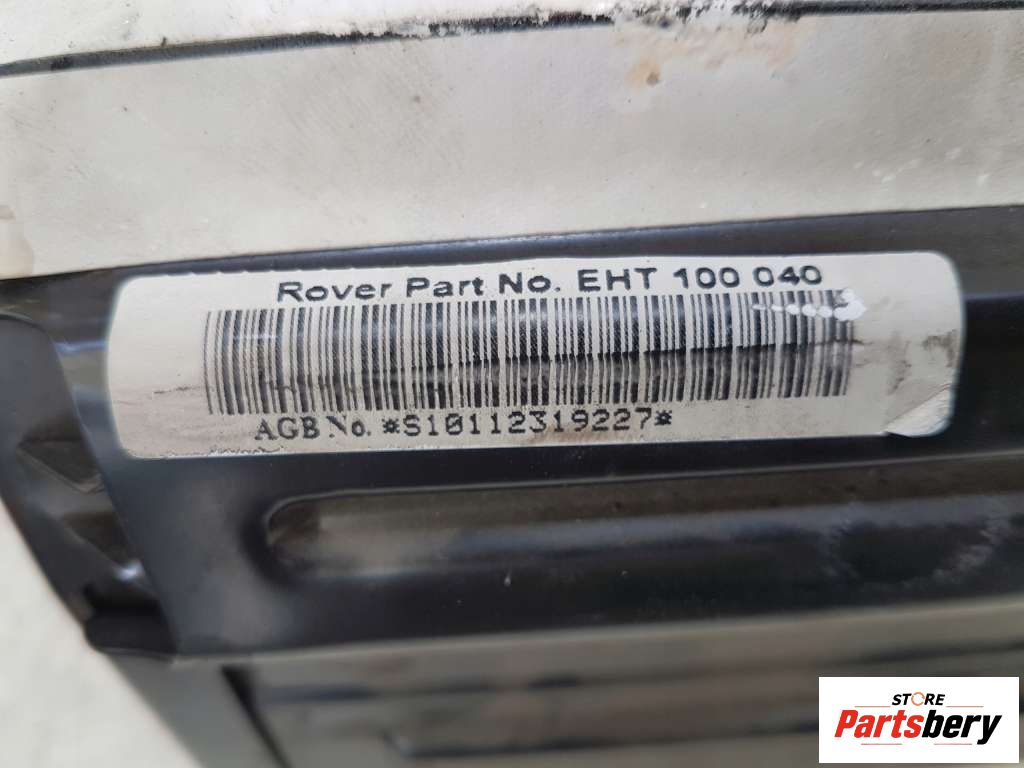 Rover Part No. EHT 100 040
AGB No. *S10112319227*
STORE
Partsbery